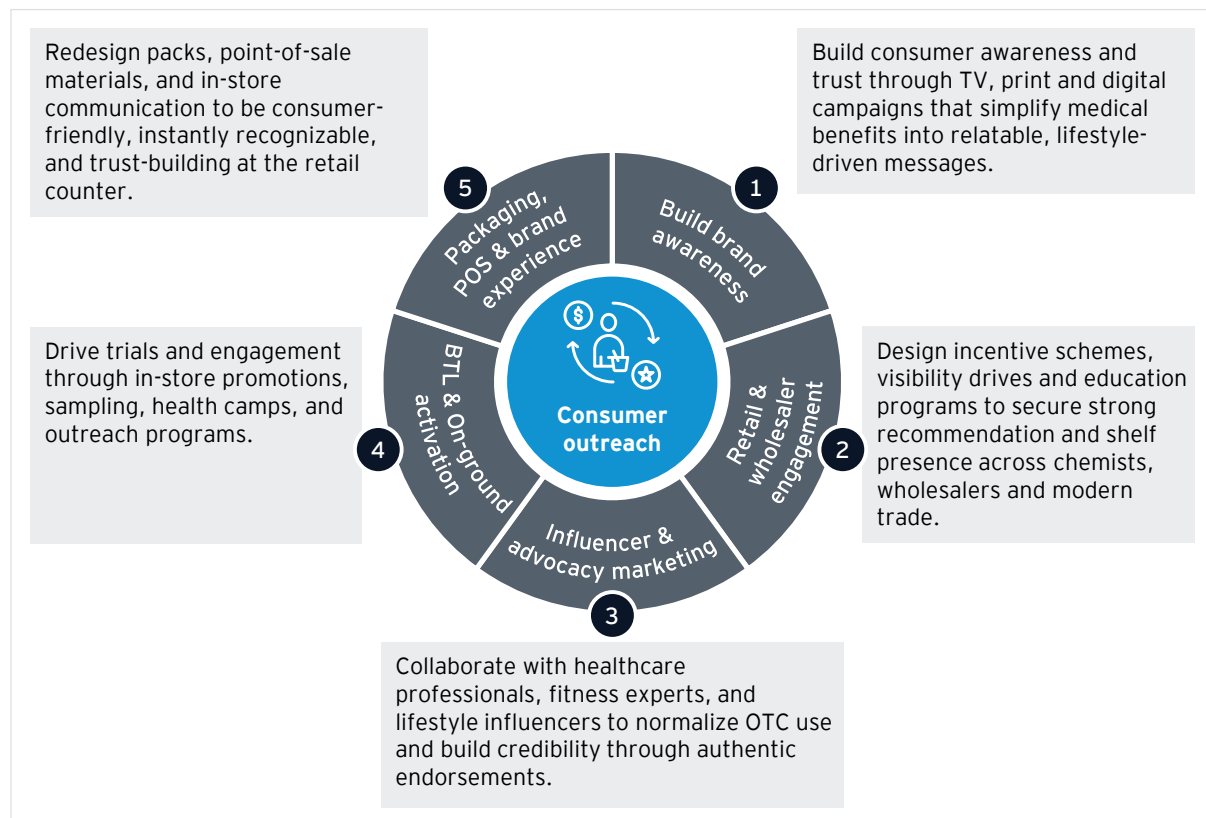 Redesign packs, point-of-sale
materials, and in-store
communication to be consumer-
friendly, instantly recognizable,
and trust-building at the retail
counter.
Build consumer awareness and
trust through TV, print and digital
campaigns that simplify medical
benefits into relatable, lifestyle-
driven messages.
5
1
Packaging,
POS & brand
experience
Build brand
awareness
$
Consumer
outreach
Drive trials and engagement
through in-store promotions,
sampling, health camps, and
outreach programs.
4
BTL & On-ground
activation
Retail &
wholesaler
engagement
2
Design incentive schemes,
visibility drives and education
programs to secure strong
recommendation and shelf
presence across chemists,
wholesalers and modern
trade.
Influencer &
advocacy marketing
3
Collaborate with healthcare
professionals, fitness experts, and
lifestyle influencers to normalize OTC use
and build credibility through authentic
endorsements.